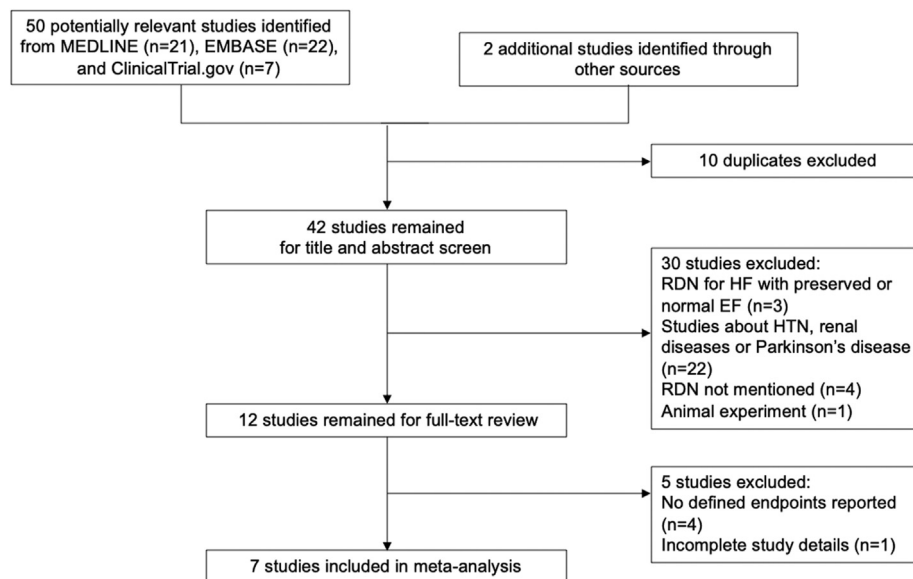 50 potentially relevant studies identified
from MEDLINE (n=21), EMBASE (n=22),
and ClinicalTrial.gov (n=7)
2 additional studies identified through
other sources
10 duplicates excluded
42 studies remained
for title and abstract screen
30 studies excluded:
RDN for HF with preserved or
normal EF (n=3)
Studies about HTN, renal
diseases or Parkinson's disease
(n=22)
RDN not mentioned (n=4)
Animal experiment (n=1)
12 studies remained for full-text review
5 studies excluded:
No defined endpoints reported
(n=4)
Incomplete study details (n=1)
7 studies included in meta-analysis